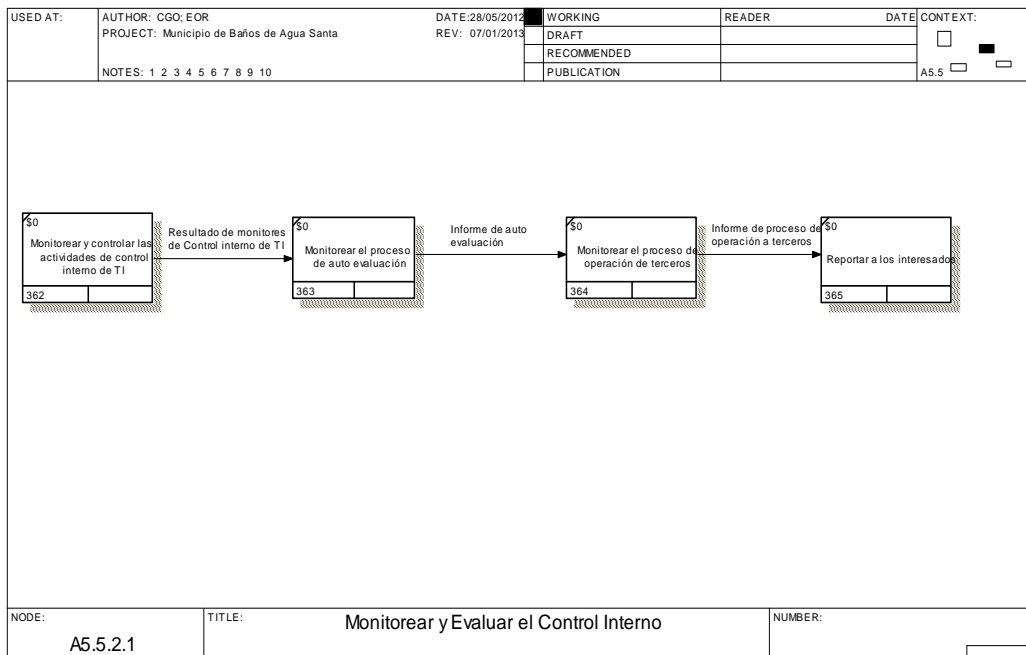 USED AT:
AUTHOR: CGO; EOR
DATE:28/05/2012
WORKING
READER
DATE
CONTEXT:
PROJECT: Municipio de Baños de Agua Santa
REV: 07/01/2013
DRAFT
RECOMMENDED
NOTES: 1 2 3 4 5 6 7 8 9 10
PUBLICATION
A5.5
$0
Monitorear y controlar las
actividades de control
interno de TI
362
Resultado de monitores
de Control interno de TI
$0
Monitorear el proceso
de auto evaluación
363
Informe de auto
evaluación
$0
Monitorear el proceso de
operación de terceros
364
Informe de proceso de
operación a terceros
$0
Reportar a los interesados
365
NODE:
A5.5.2.1
TITLE:
Monitorear y Evaluar el Control Interno
NUMBER: